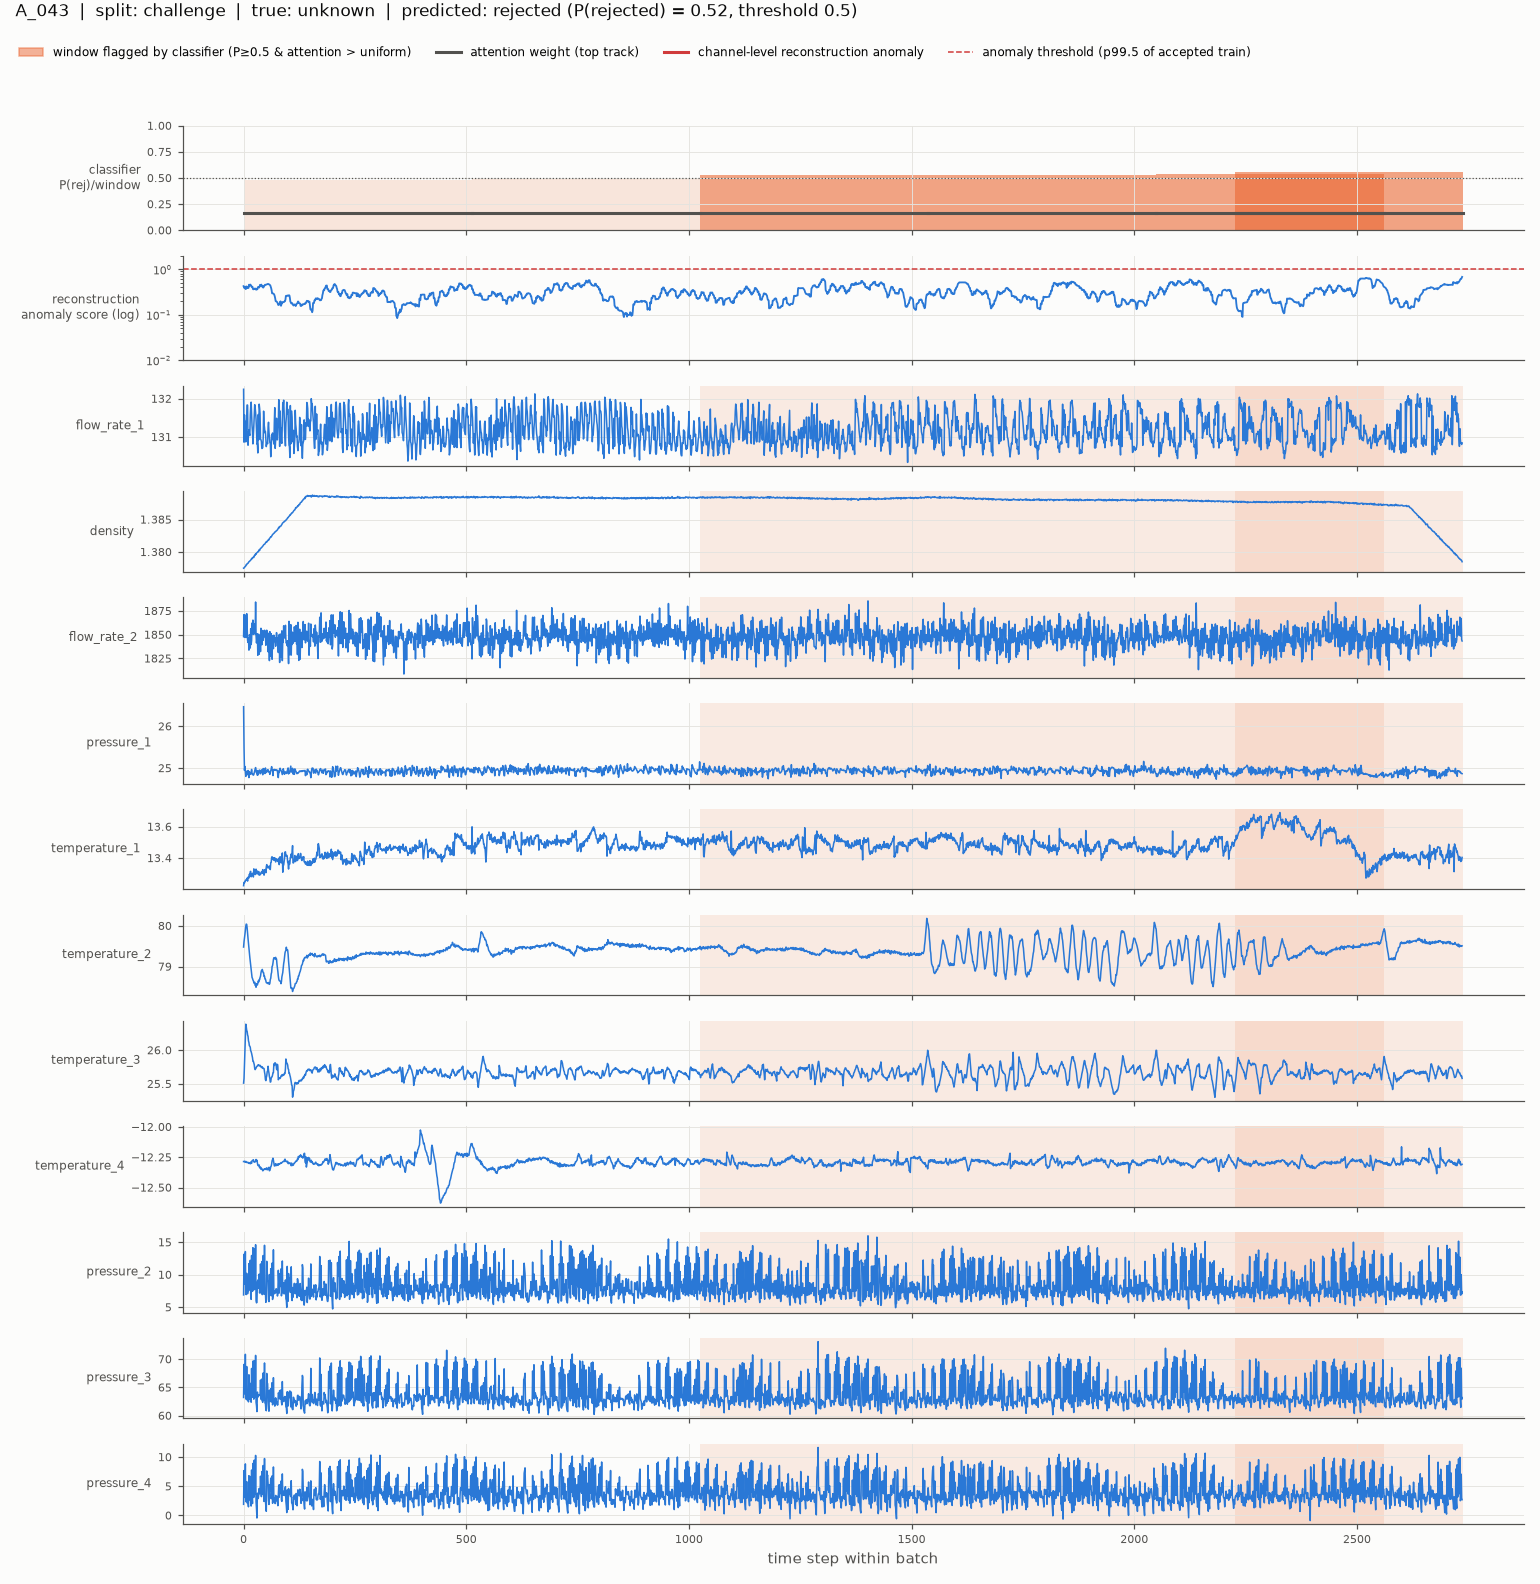 A_043 | split: challenge | true: unknown | predicted: rejected (P(rejected) = 0.52, threshold 0.5)
window flagged by classifier (P≥0.5 & attention > uniform)
attention weight (top track)
channel-level reconstruction anomaly
anomaly threshold (p99.5 of accepted train)
classifier
P(rej)/window
1.00
0.75
0.50
0.25
0.00
reconstruction
anomaly score (log)
10⁰
10⁻¹
10⁻²
flow_rate_1
132
131
density
1.385
1.380
flow_rate_2
1875
1850
1825
pressure_1
26
25
temperature_1
13.6
13.4
temperature_2
80
79
temperature_3
26.0
25.5
temperature_4
−12.00
−12.25
−12.50
pressure_2
15
10
5
pressure_3
70
65
60
pressure_4
10
5
0
0
500
1000
1500
2000
2500
time step within batch